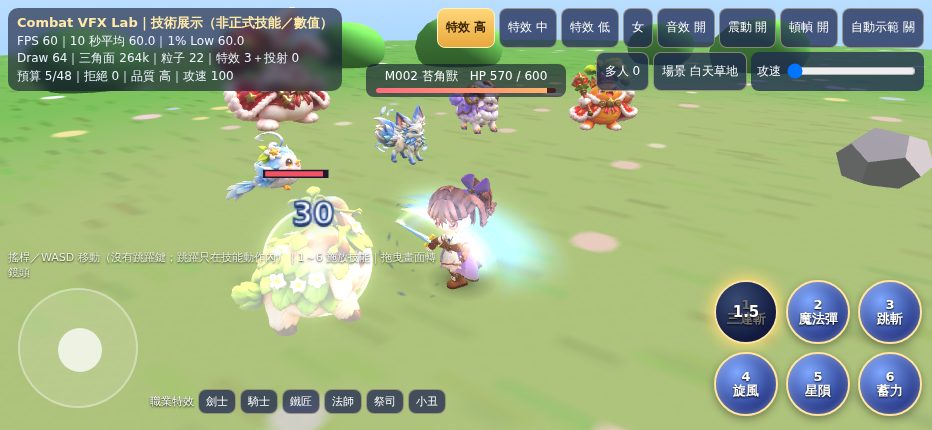 Combat VFX Lab｜技術展示（非正式技能／數值）
FPS 60｜10 秒平均 60.0｜1% Low 60.0
Draw 64｜三角面 264k｜粒子 22｜特效 3＋投射 0
預算 5/48｜拒絕 0｜品質 高｜攻速 100
特效 高
特效 中
特效 低
女
音效 開
震動 開
頓幀 開
自動示範 關
M002 苔角獸 HP 570 / 600
多人 0
場景 白天草地
攻速
30
搖桿／WASD 移動（沒有跳躍鍵；跳躍只在技能動作內）｜1～6 施放技能｜拖曳畫面轉
鏡頭
1.5
1
三連斬
2
魔法彈
3
跳斬
4
旋風
5
星隕
6
蓄力
職業特效
劍士
騎士
鐵匠
法師
祭司
小丑